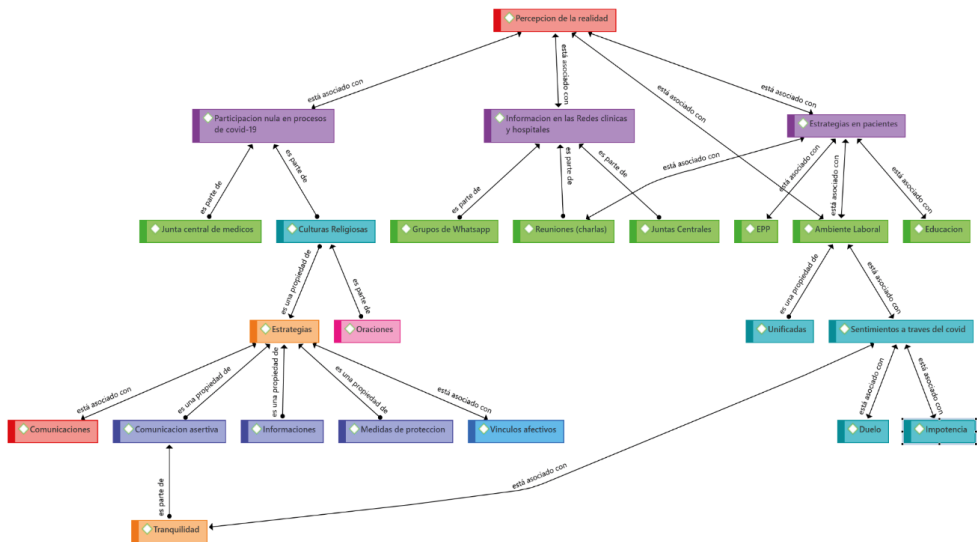 Percepcion de la realidad
está asociado con
está asociado con
está asociado con
está asociado con
Participacion nula en procesos
de covid-19
Informacion en las Redes clinicas
y hospitales
Estrategias en pacientes
es parte de
es parte de
es parte de
es parte de
es parte de
está asociado con
está asociado con
está asociado con
está asociado con
Junta central de medicos
Culturas Religiosas
Grupos de Whatsapp
Reuniones (charlas)
Juntas Centrales
EPP
Ambiente Laboral
Educacion
es una propiedad de
es parte de
es una propiedad de
está asociado con
Estrategias
Oraciones
Unificadas
Sentimientos a traves del covid
está asociado con
es una propiedad de
es una propiedad de
es una propiedad de
está asociado con
está asociado con
está asociado con
Comunicaciones
Comunicacion asertiva
Informaciones
Medidas de proteccion
Vinculos afectivos
Duelo
Impotencia
es parte de
está asociado con
Tranquilidad